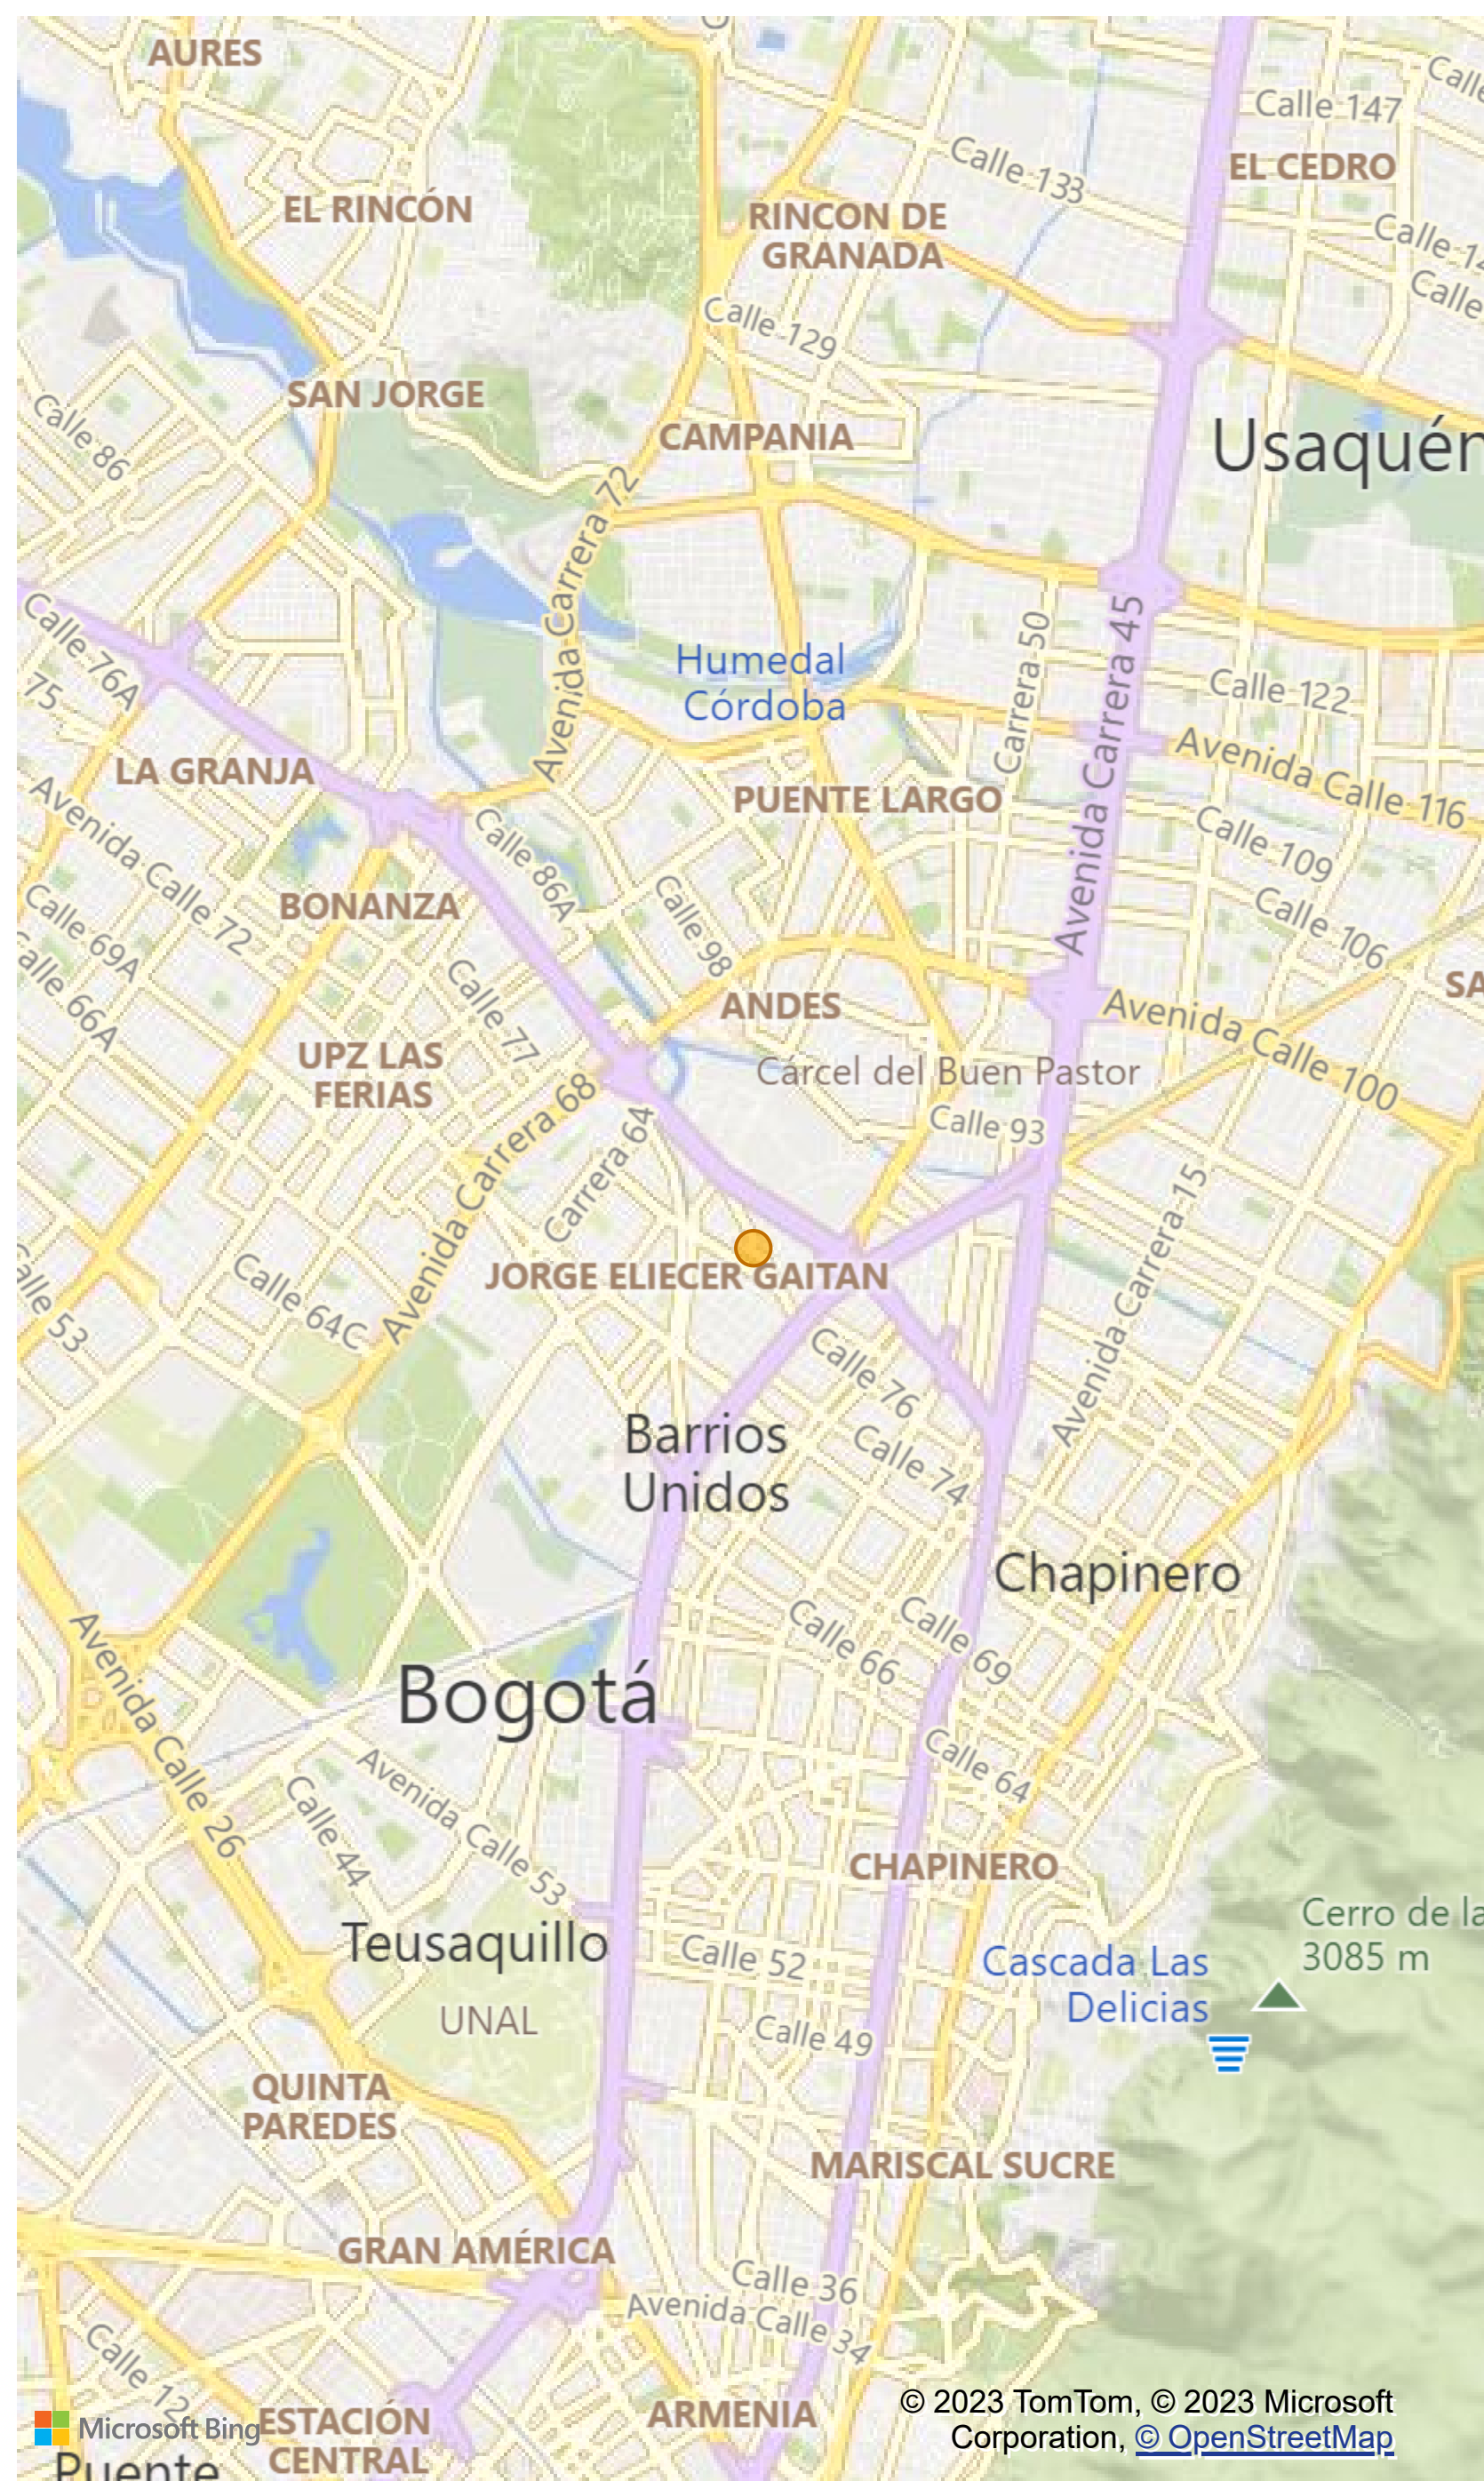 AURES
Calle 147
Calle 133
EL CEDRO
EL RINCÓN
RINCON DE
GRANADA
Calle 129
SAN JORGE
Calle 86
CAMPANIA
Usaquén
Avenida Carrera 72
Calle 76A
75
Humedal
Córdoba
Carrera 50
Avenida Carrera 45
Calle 122
Avenida Calle 116
LA GRANJA
PUENTE LARGO
Avenida Calle 72
Calle 86A
Calle 109
Calle 69A
BONANZA
Calle 98
Calle 106
Calle 66A
Calle 77
ANDES
Avenida Calle 100
UPZ LAS
FERIAS
Cárcel del Buen Pastor
Avenida Carrera 68
Carrera 64
Calle 93
Avenida Carrera 15
Calle 53
Calle 64C
JORGE ELIECER GAITAN
Calle 76
Barrios
Unidos
Calle 74
Chapinero
Calle 66
Calle 69
Bogotá
Avenida Calle 26
Calle 64
Calle 44
Avenida Calle 53
CHAPINERO
Teusaquillo
Calle 52
Cerro de la
3085 m
Cascada Las
Delicias
UNAL
Calle 49
QUINTA
PAREDES
MARISCAL SUCRE
GRAN AMÉRICA
Calle 36
Avenida Calle 34
Calle 12
ESTACIÓN
CENTRAL
ARMENIA
Microsoft Bing
Puente
© 2023 TomTom, © 2023 Microsoft
Corporation, © OpenStreetMap